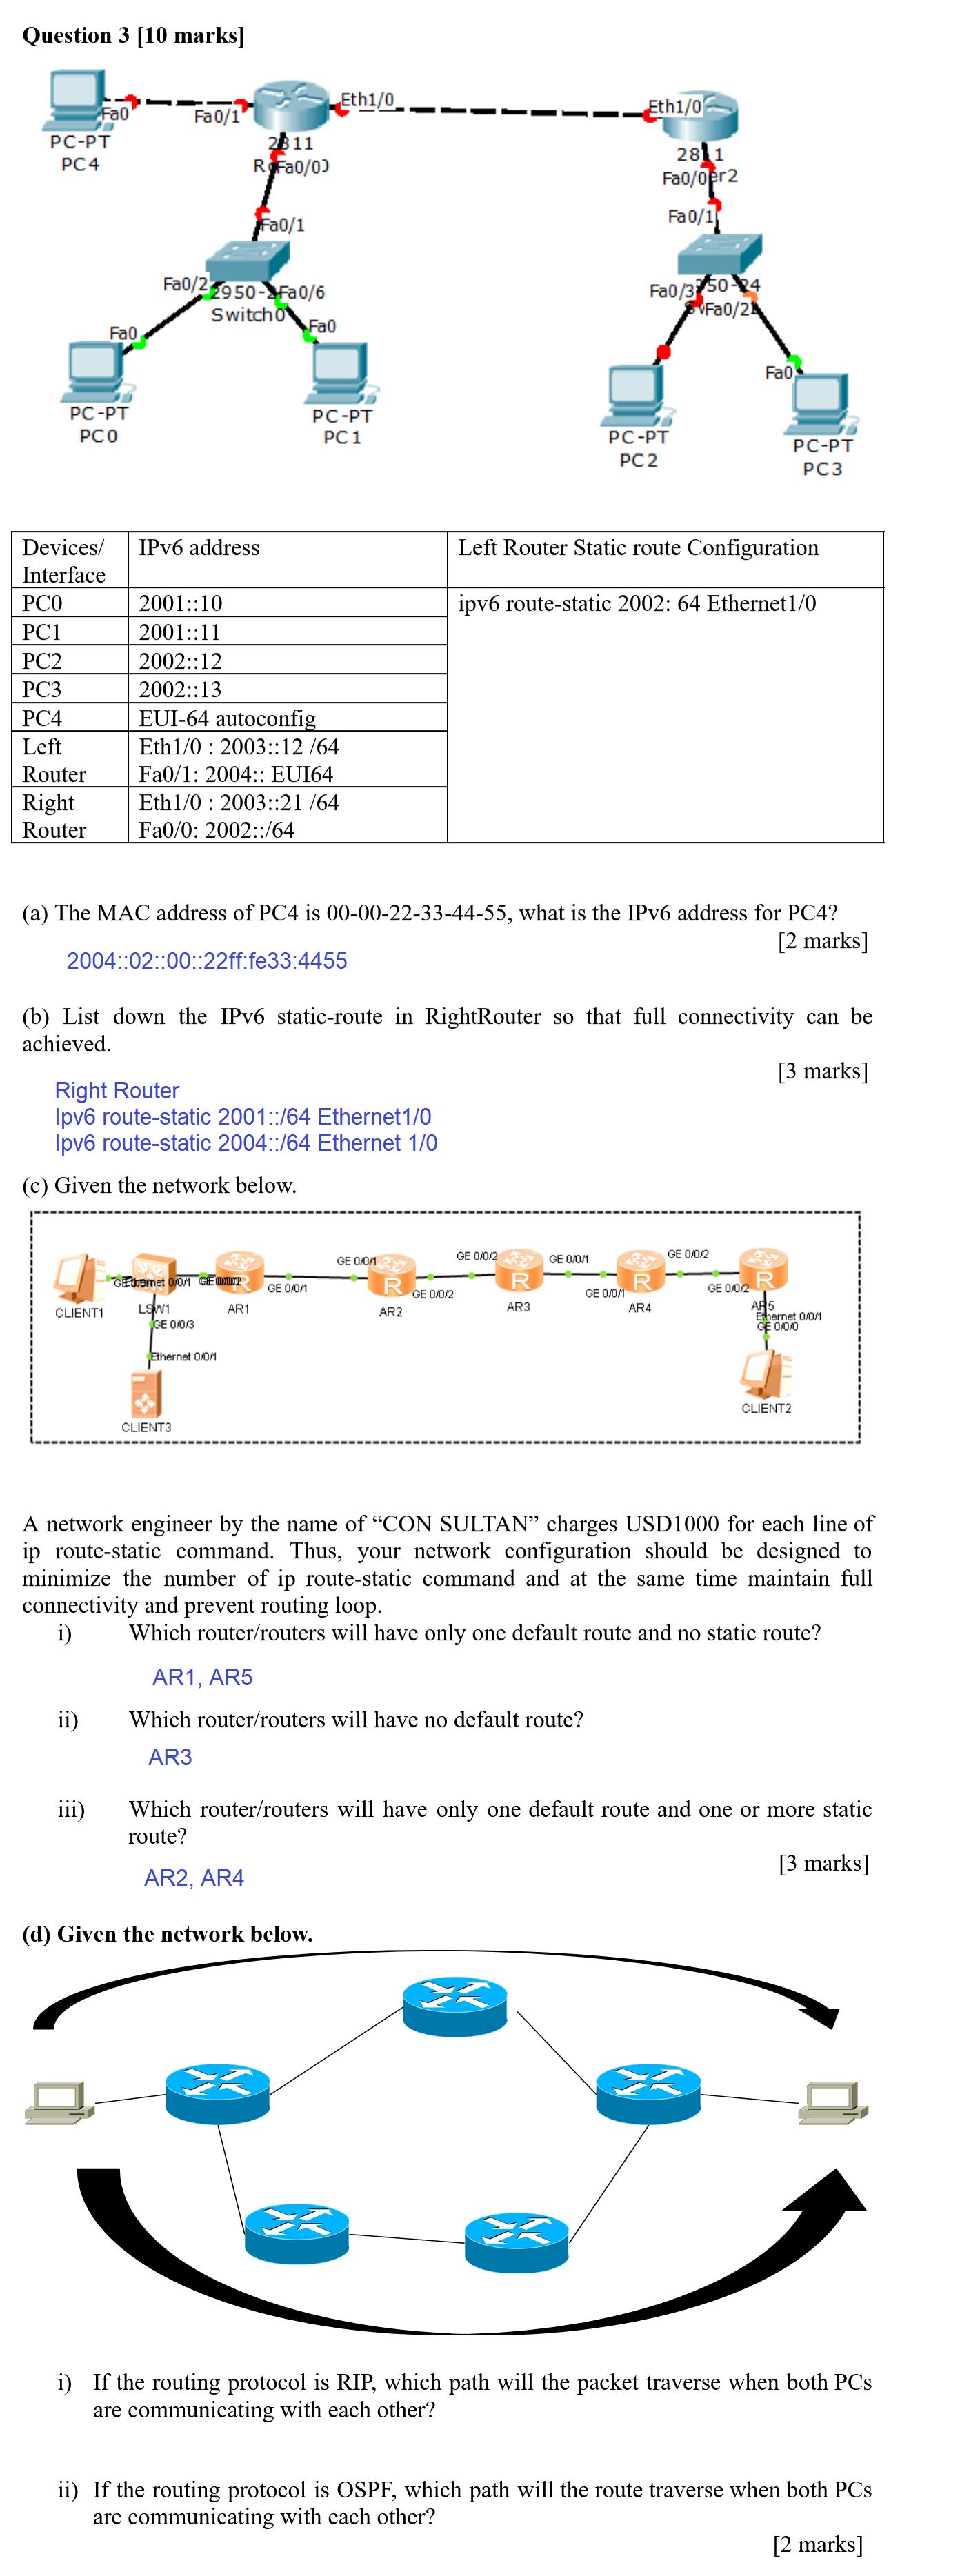 Question 3 [10 marks]
Fa0
PC-PT
PC4
Fa0/1
Eth1/0
2811
Fa0/0
Fa0/1
Fa0/2
2950-
Fa0/6
Switch0
Fa0
PC-PT
PC0
Fa0
PC-PT
PC1
Eth1/0
2811
Fa0/0
er2
Fa0/1
Fa0/3
50-24
Fa0/2
PC-PT
PC2
Fa0
PC-PT
PC3
Devices/ Interface
IPv6 address
Left Router Static route Configuration
PC0
2001::10
ipv6 route-static 2002: 64 Ethernet1/0
PC1
2001::11
PC2
2002::12
PC3
2002::13
PC4
EUI-64 autoconfig
Left Router
Eth1/0 : 2003::12 /64
Fa0/1: 2004:: EUI64
Right Router
Eth1/0 : 2003::21 /64
Fa0/0: 2002::/64
(a) The MAC address of PC4 is 00-00-22-33-44-55, what is the IPv6 address for PC4?
[2 marks]
2004::02::00::22ff:fe33:4455
(b) List down the IPv6 static-route in RightRouter so that full connectivity can be
achieved.
[3 marks]
Right Router
Ipv6 route-static 2001::/64 Ethernet1/0
Ipv6 route-static 2004::/64 Ethernet 1/0
(c) Given the network below.
CLIENT1
LSW1
GE 0/0/3
Ethernet 0/0/1
CLIENT3
AR1
GE 0/0/1
GE 0/0/1
AR2
GE 0/0/2
GE 0/0/2
AR3
GE 0/0/1
GE 0/0/1
AR4
GE 0/0/2
GE 0/0/2
AR5
Ethernet 0/0/1
GE 0/0/0
CLIENT2
A network engineer by the name of “CON SULTAN” charges USD1000 for each line of
ip route-static command. Thus, your network configuration should be designed to
minimize the number of ip route-static command and at the same time maintain full
connectivity and prevent routing loop.
i) Which router/routers will have only one default route and no static route?
AR1, AR5
ii) Which router/routers will have no default route?
AR3
iii) Which router/routers will have only one default route and one or more static
route?
[3 marks]
AR2, AR4
(d) Given the network below.
i) If the routing protocol is RIP, which path will the packet traverse when both PCs
are communicating with each other?
ii) If the routing protocol is OSPF, which path will the route traverse when both PCs
are communicating with each other?
[2 marks]